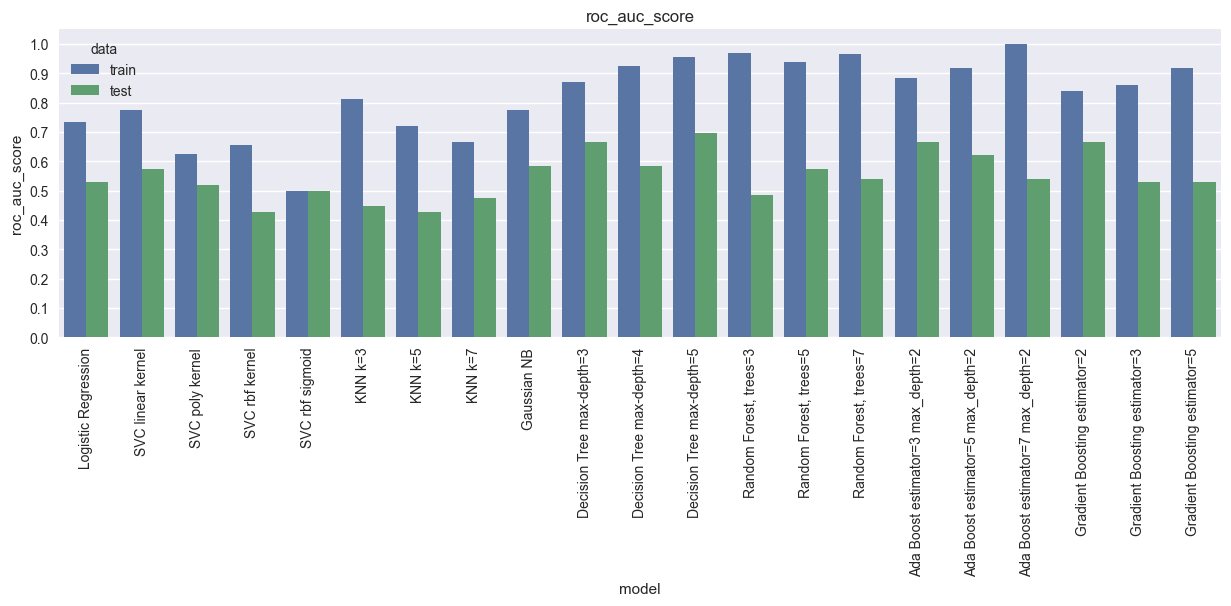 roc_auc_score
data
train
test
roc_auc_score
1.0
0.9
0.8
0.7
0.6
0.5
0.4
0.3
0.2
0.1
0.0
Logistic Regression
SVC linear kernel
SVC poly kernel
SVC rbf kernel
SVC rbf sigmoid
KNN k=3
KNN k=5
KNN k=7
Gaussian NB
Decision Tree max-depth=3
Decision Tree max-depth=4
Decision Tree max-depth=5
Random Forest, trees=3
Random Forest, trees=5
Random Forest, trees=7
Ada Boost estimator=3 max_depth=2
Ada Boost estimator=5 max_depth=2
Ada Boost estimator=7 max_depth=2
Gradient Boosting estimator=2
Gradient Boosting estimator=3
Gradient Boosting estimator=5
model